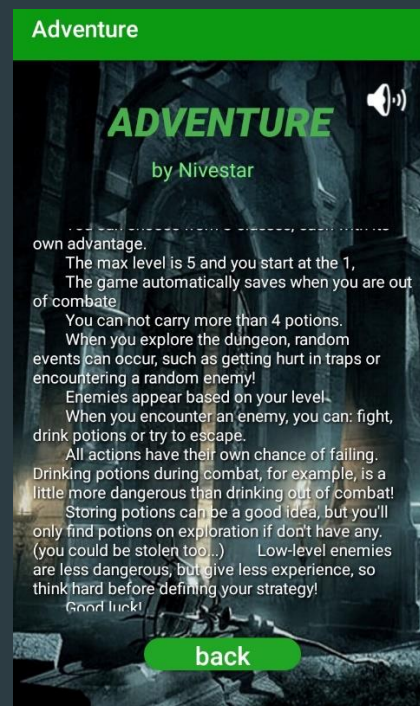 Adventure
ADVENTURE
by Nivestar
own advantage.
The max level is 5 and you start at the 1,
The game automatically saves when you are out
of combate
You can not carry more than 4 potions.
When you explore the dungeon, random
events can occur, such as getting hurt in traps or
encountering a random enemy!
Enemies appear based on your level
When you encounter an enemy, you can: fight,
drink potions or try to escape.
All actions have their own chance of failing.
Drinking potions during combat, for example, is a
little more dangerous than drinking out of combat!
Storing potions can be a good idea, but you'll
only find potions on exploration if don't have any.
(you could be stolen too...) Low-level enemies
are less dangerous, but give less experience, so
think hard before defining your strategy!
Good luck!
back